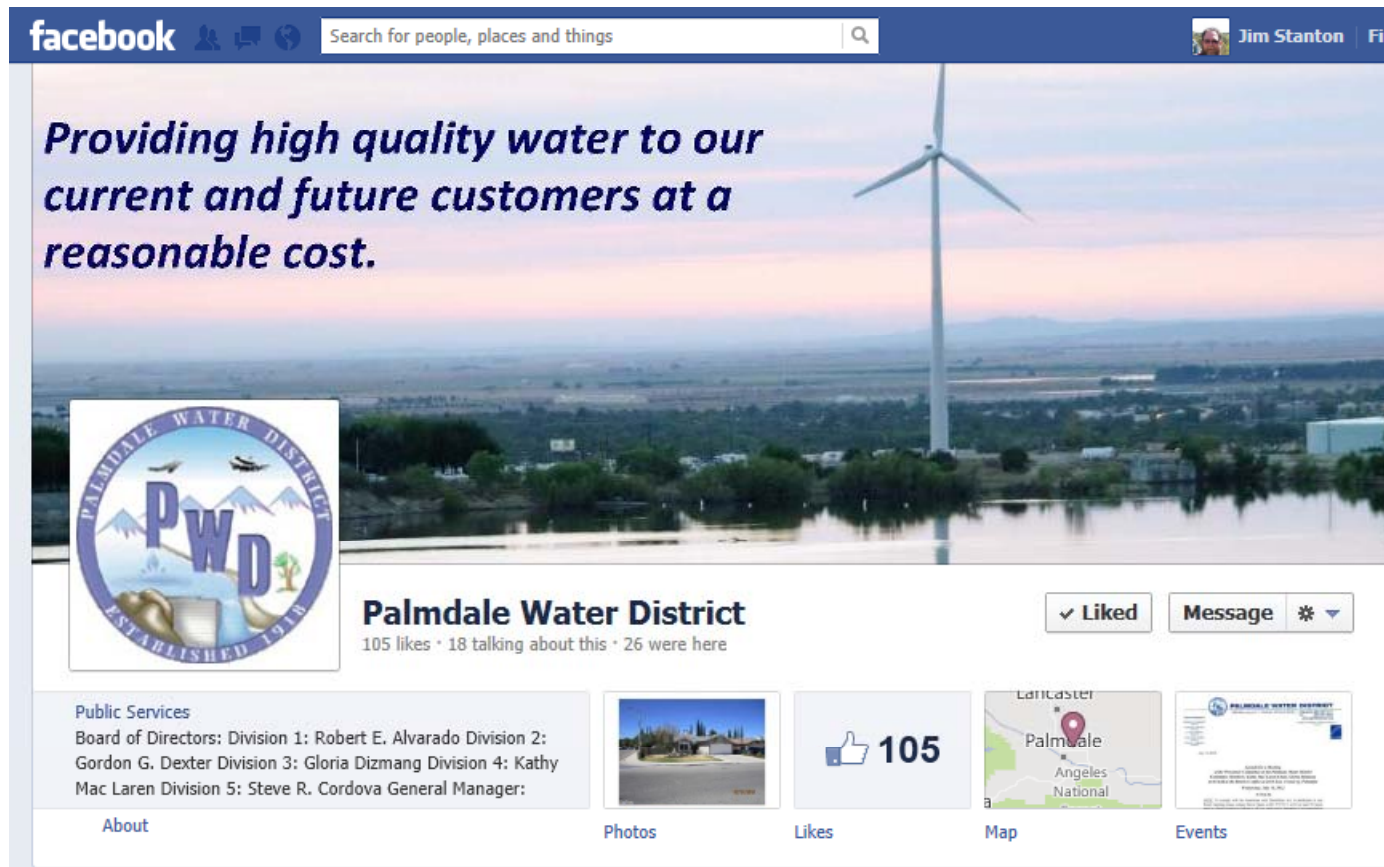 facebook
Search for people, places and things
Jim Stanton
Fi
Providing high quality water to our
current and future customers at a
reasonable cost.
PALMDALE WATER DISTRICT
PWD
ESTABLISHED 1918
Palmdale Water District
105 likes · 18 talking about this · 26 were here
Liked
Message
Public Services
Board of Directors: Division 1: Robert E. Alvarado Division 2:
Gordon G. Dexter Division 3: Gloria Dizmang Division 4: Kathy
Mac Laren Division 5: Steve R. Cordova General Manager:
About
Photos
105
Likes
Lancaster
Palmdale
Angeles
National
a
Map
PALMDALE WATER DISTRICT
Events